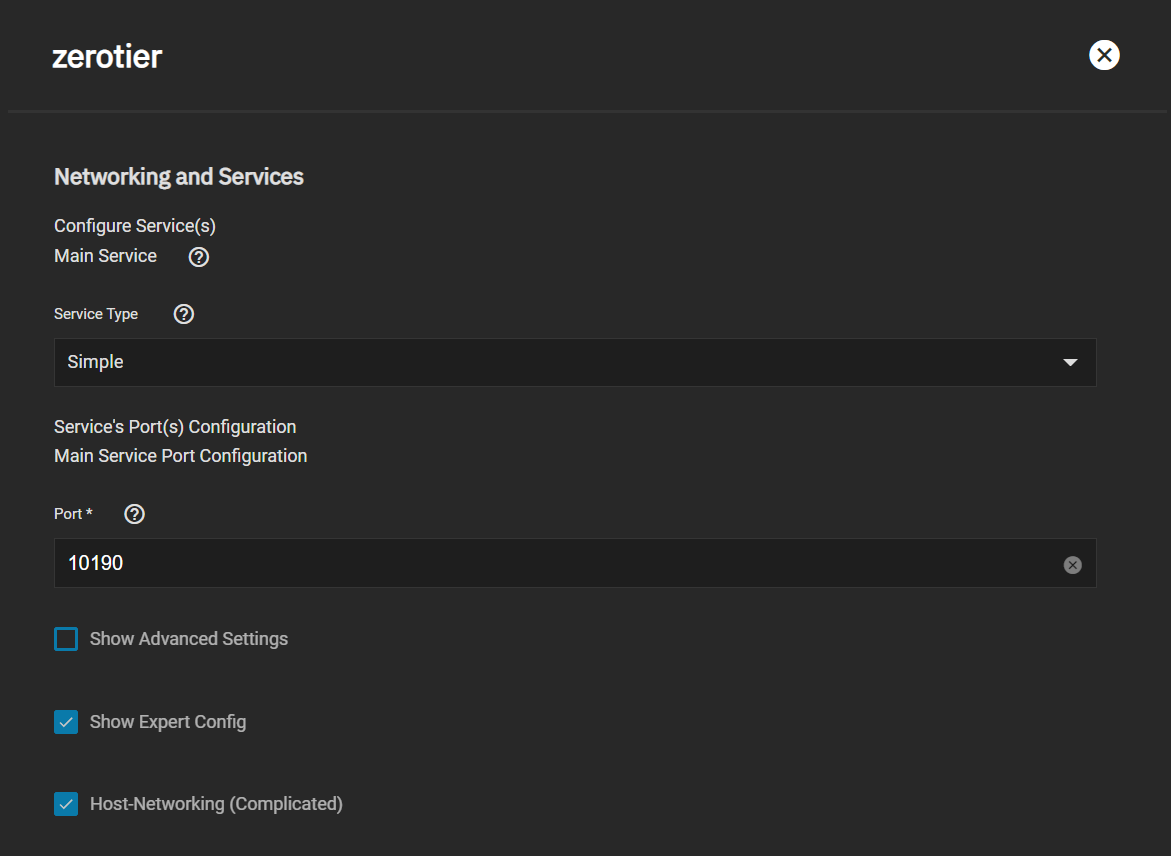 zerotier
Networking and Services
Configure Service(s)
Main Service
Service Type
Simple
Service's Port(s) Configuration
Main Service Port Configuration
Port *
10190
Show Advanced Settings
Show Expert Config
Host-Networking (Complicated)